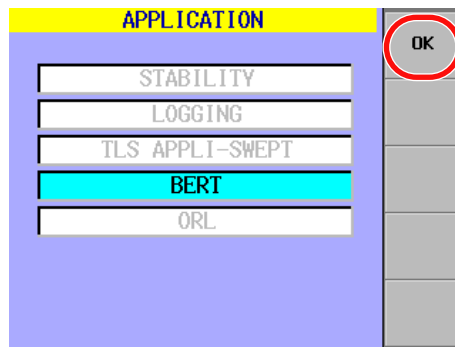 APPLICATION
OK
STABILITY
LOGGING
TLS APPLI-SWEPT
BERT
ORL